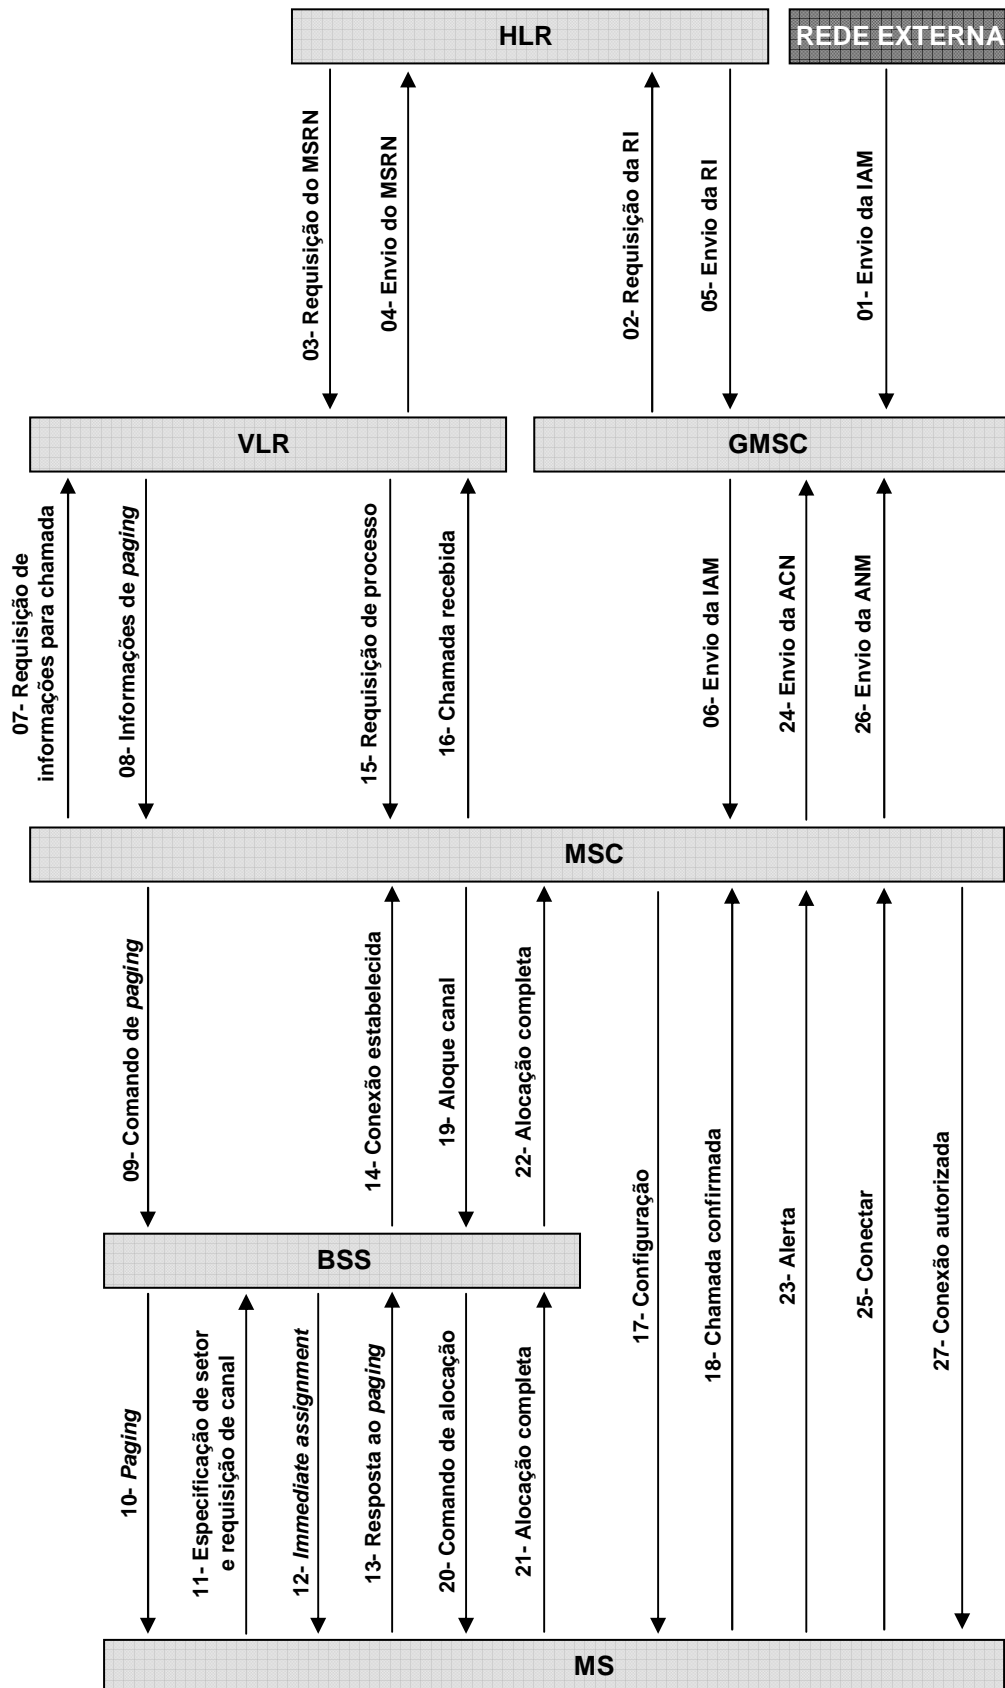 HLR
REDE EXTERNA
03- Requisição do MSRN
04- Envio do MSRN
02- Requisição da RI
05- Envio da RI
01- Envio da IAM
VLR
GMSC
07- Requisição de
informações para chamada
08- Informações de paging
15- Requisição de processo
16- Chamada recebida
06- Envio da IAM
24- Envio da ACN
26- Envio da ANM
MSC
09- Comando de paging
14- Conexão estabelecida
19- Aloque canal
22- Alocação completa
17- Configuração
18- Chamada confirmada
23- Alerta
25- Conectar
27- Conexão autorizada
BSS
10- Paging
11- Especificação de setor
e requisição de canal
12- Immediate assignment
13- Resposta ao paging
20- Comando de alocação
21- Alocação completa
MS